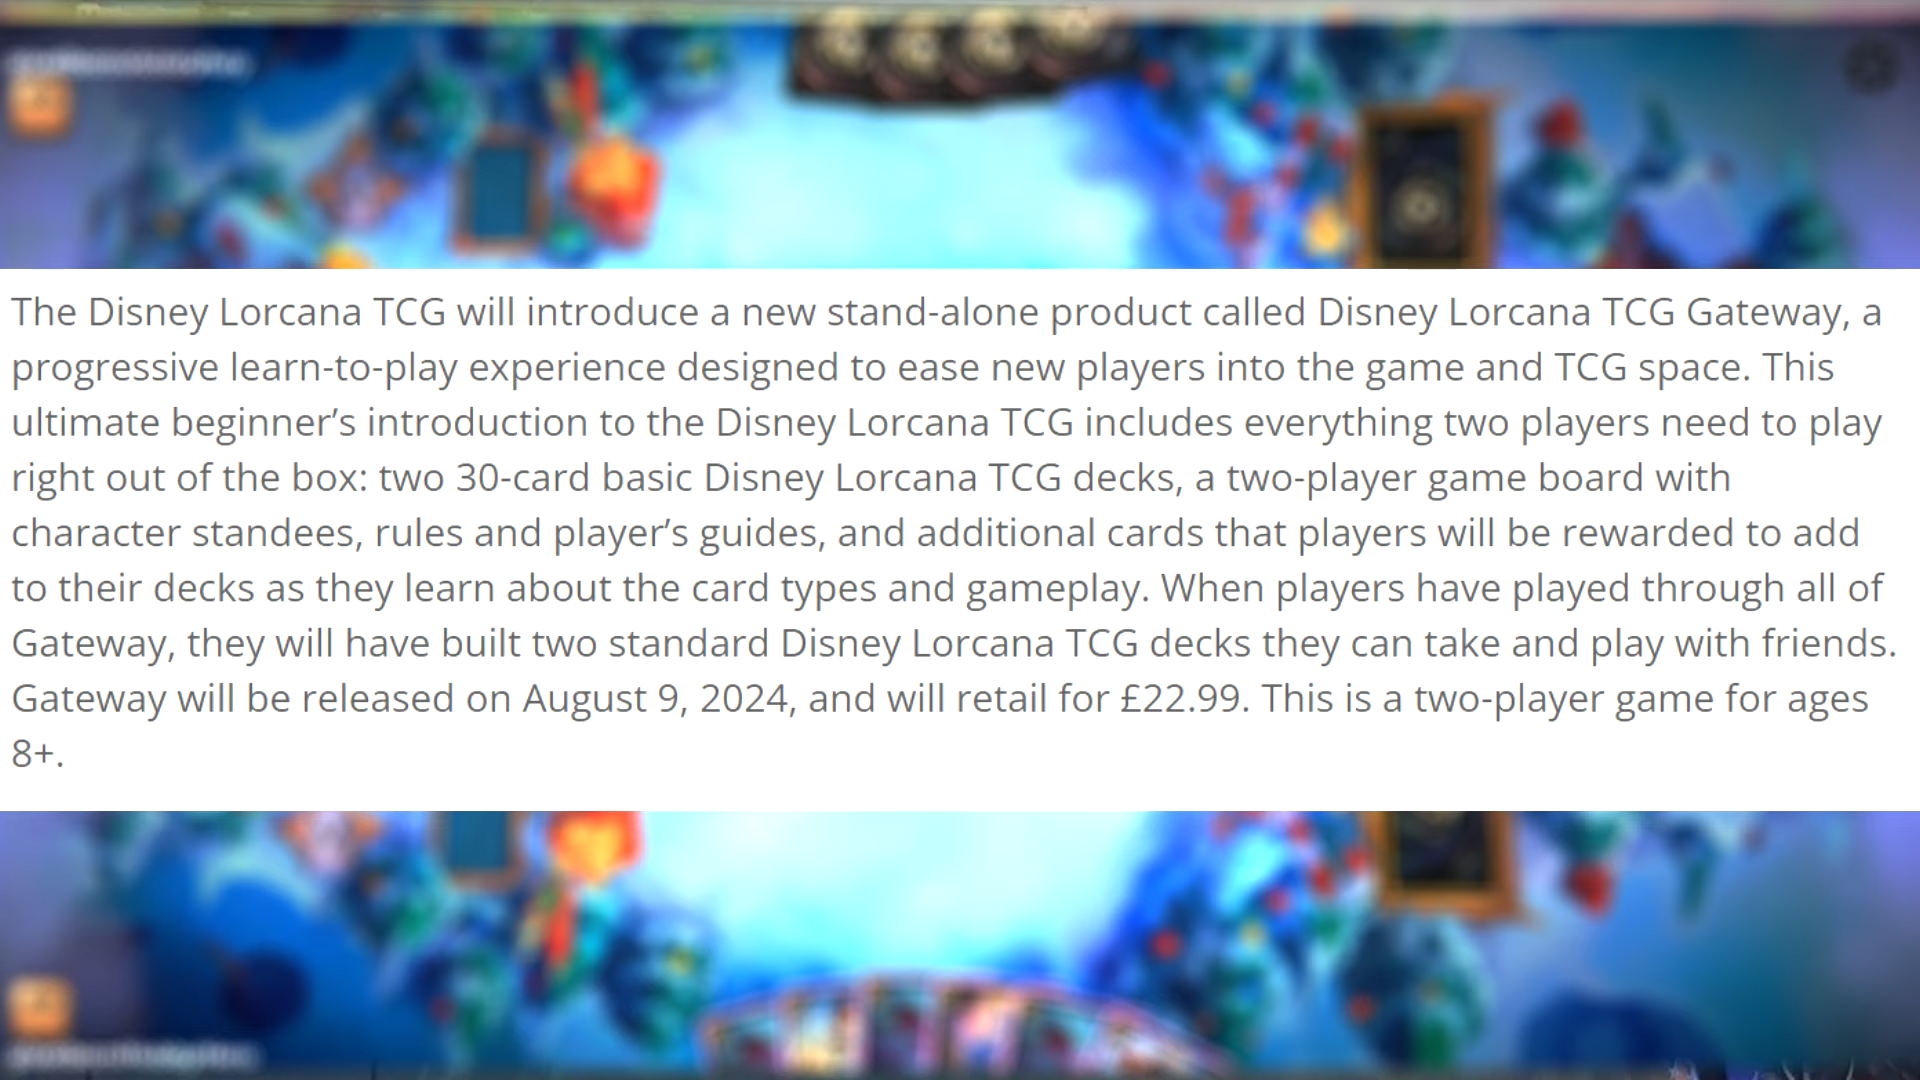 The Disney Lorcana TCG will introduce a new stand-alone product called Disney Lorcana TCG Gateway, a
progressive learn-to-play experience designed to ease new players into the game and TCG space. This
ultimate beginner’s introduction to the Disney Lorcana TCG includes everything two players need to play
right out of the box: two 30-card basic Disney Lorcana TCG decks, a two-player game board with
character standees, rules and player’s guides, and additional cards that players will be rewarded to add
to their decks as they learn about the card types and gameplay. When players have played through all of
Gateway, they will have built two standard Disney Lorcana TCG decks they can take and play with friends.
Gateway will be released on August 9, 2024, and will retail for £22.99. This is a two-player game for ages
8+.